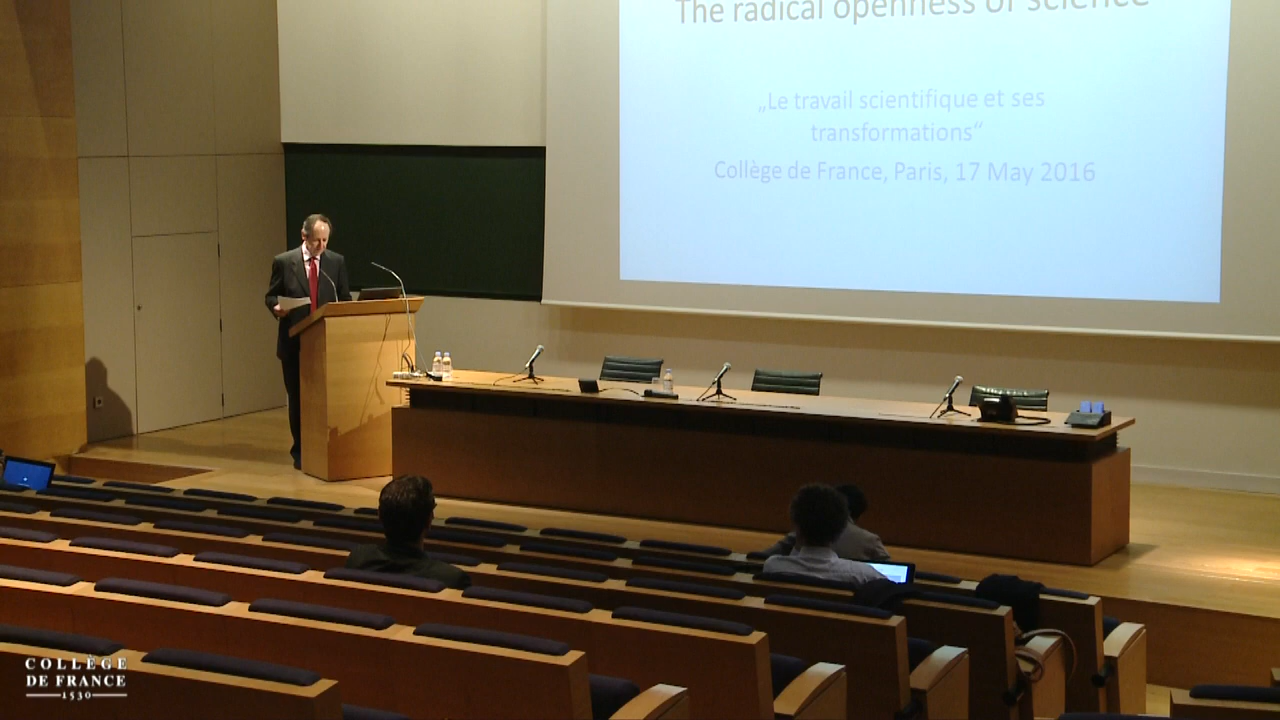 The radical openness of science
„Le travail scientifique et ses
transformations“
Collège de France, Paris, 17 May 2016
COLLÈGE
DE FRANCE
1530